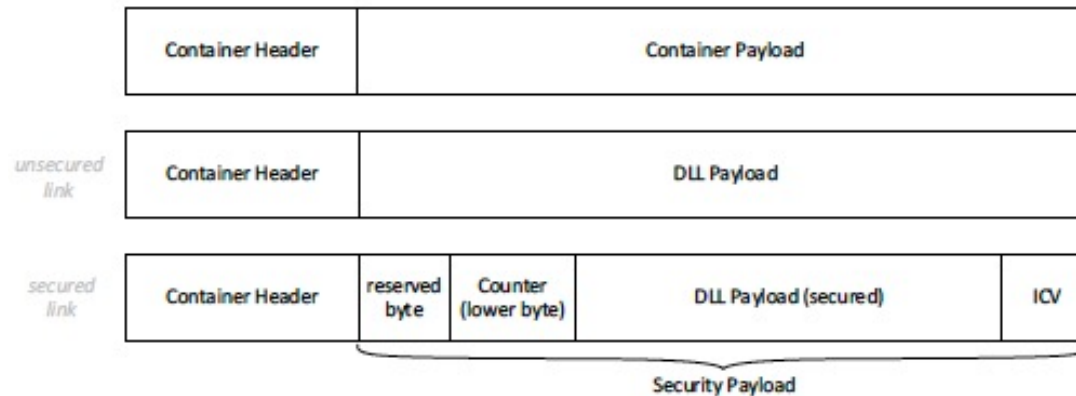 Container Header Container Payload
unsecured link Container Header DLL Payload
secured link Container Header reserved byte Counter (lower byte) DLL Payload (secured) ICV
Security Payload